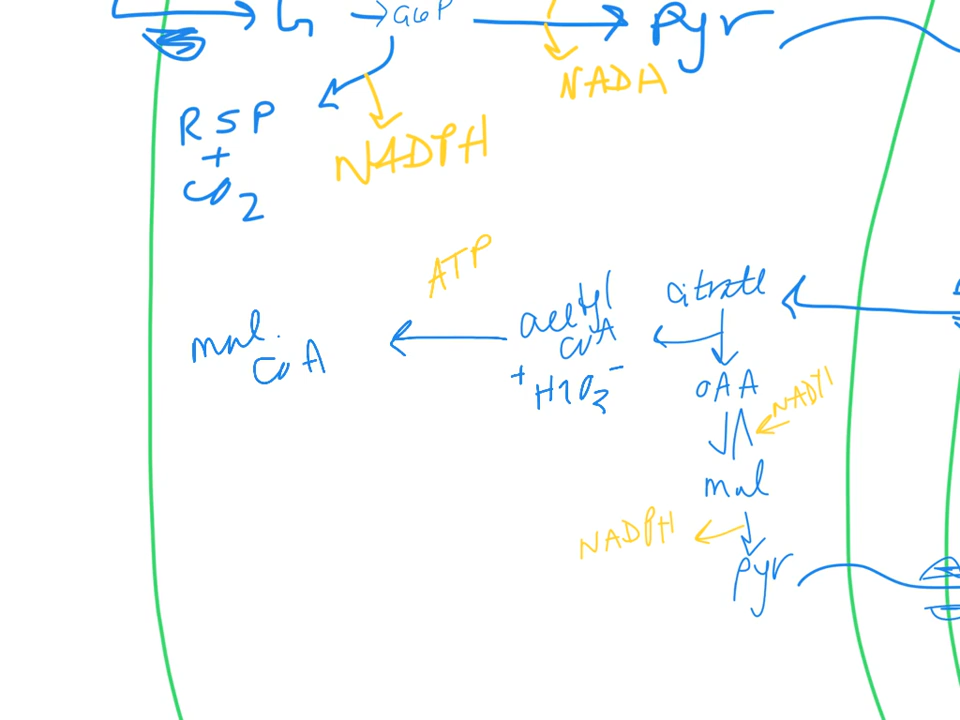 G G6P Pyr
NADH
R5P
+
CO2
NADPH
ATP
citrate
acetyl
CoA
+ HCO3-
mal.
CoA
OAA
NADH
mal
NADPH
pyr